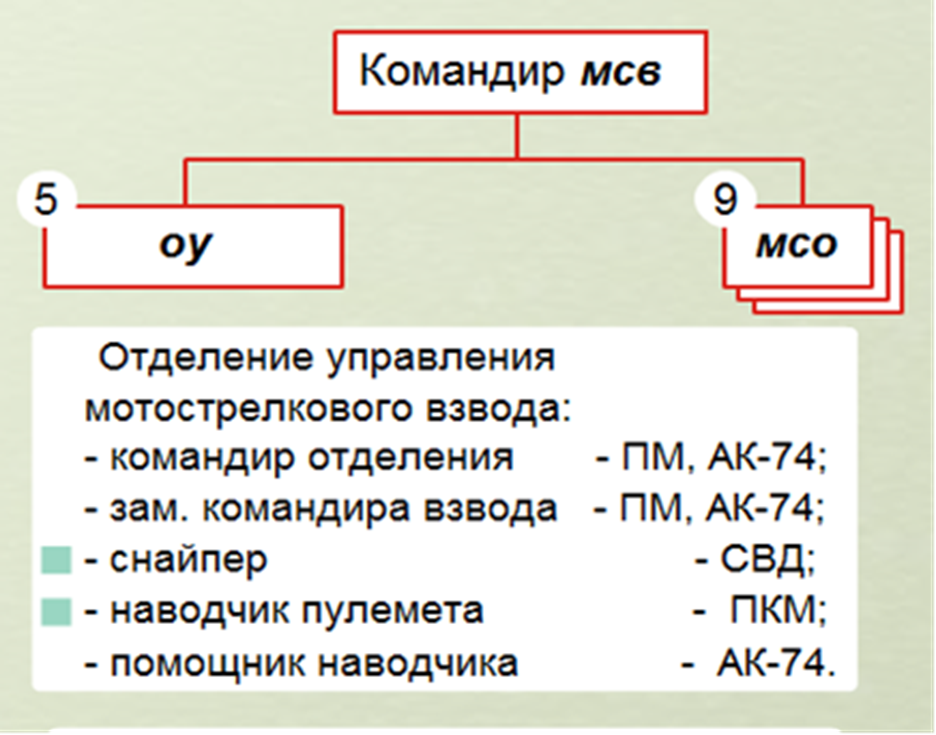 Командир мсв
5
оу
9
мсо
Отделение управления
мотострелкового взвода:
- командир отделения - ПМ, АК-74;
- зам. командира взвода - ПМ, АК-74;
- снайпер - СВД;
- наводчик пулемета - ПКМ;
- помощник наводчика - АК-74.